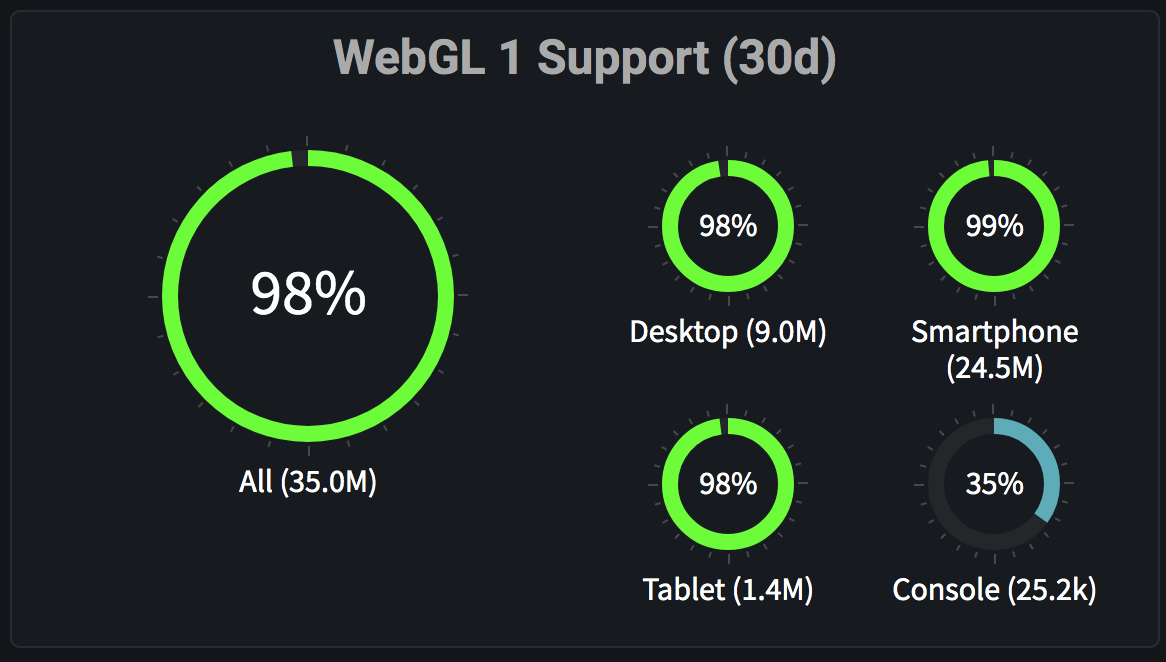 WebGL 1 Support (30d)
98%
All (35.0M)
98%
Desktop (9.0M)
99%
Smartphone
(24.5M)
98%
Tablet (1.4M)
35%
Console (25.2k)